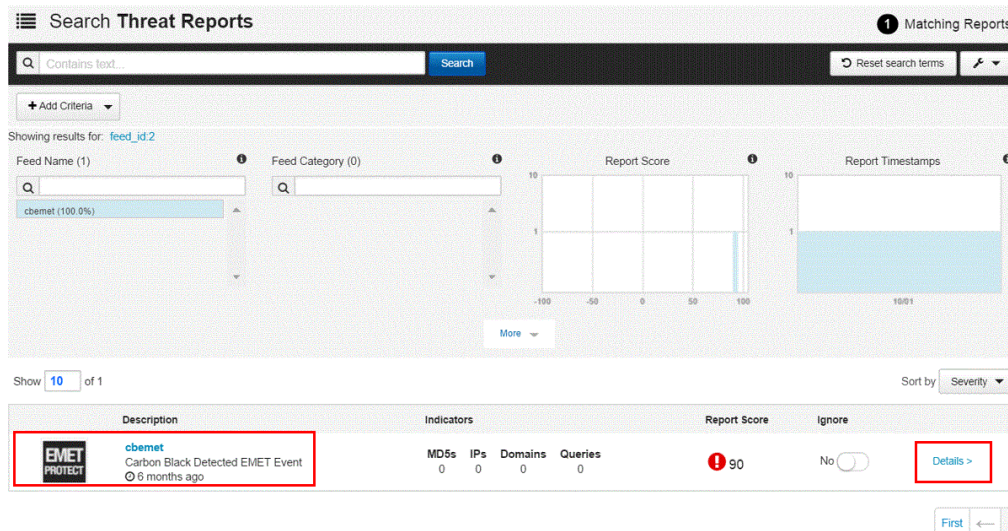 Search Threat Reports
1 Matching Reports
Contains text...
Search
Reset search terms
+ Add Criteria
Showing results for: feed_id:2
Feed Name (1)
Feed Category (0)
Report Score
Report Timestamps
cbemet (100.0%)
10
1
-100 -50 0 50 100
10
1
10/01
More
Show 10 of 1
Sort by Severity
Description Indicators Report Score Ignore
EMET
PROTECT
cbemet
Carbon Black Detected EMET Event
6 months ago
MD5s IPs Domains Queries
0 0 0 0
90
No
Details >
First